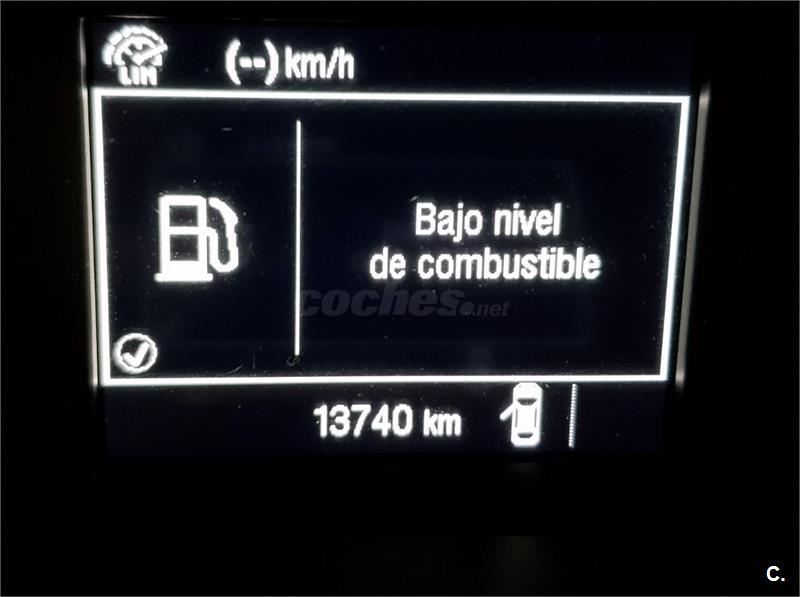 LIM
(--) km/h
Bajo nivel
de combustible
coches.net
13740 km
c.